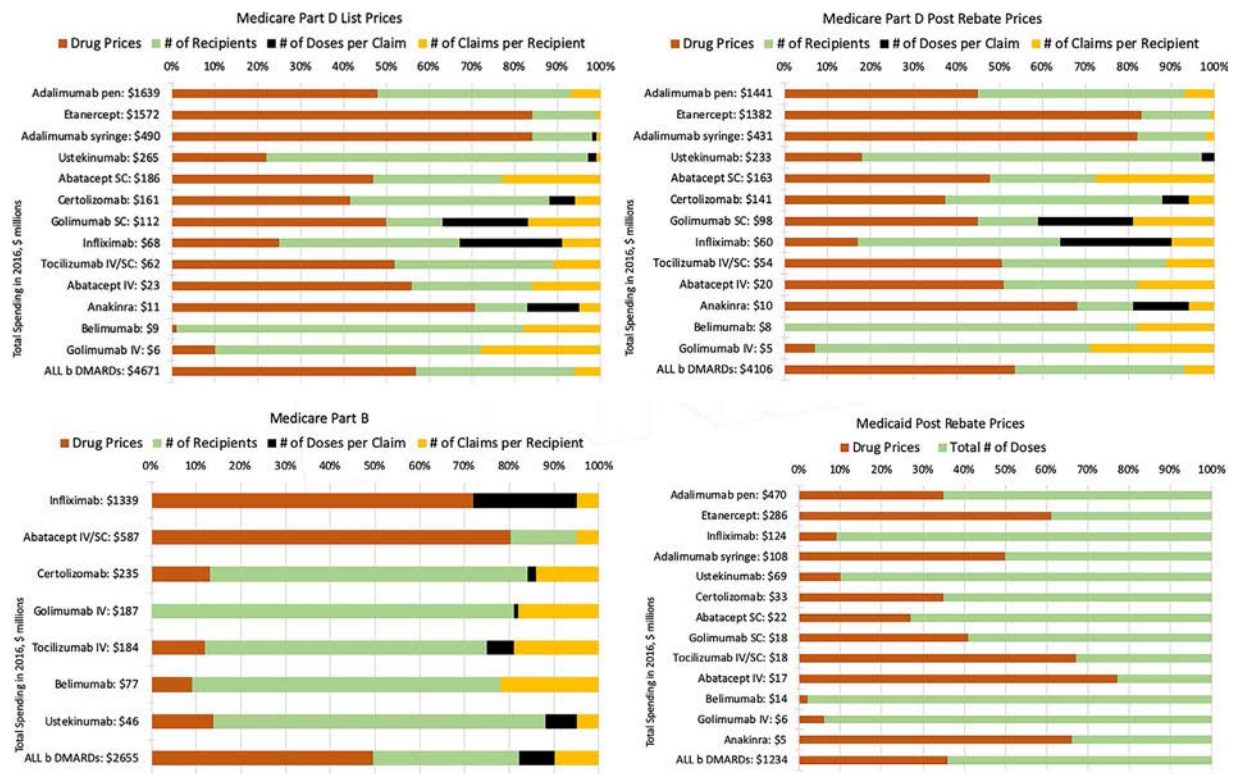 Medicare Part D List Prices
Drug Prices # of Recipients # of Doses per Claim # of Claims per Recipient
0% 10% 20% 30% 40% 50% 60% 70% 80% 90% 100%
Total Spending in 2016, $ millions
Adalimumab pen: $1639
Etanercept: $1572
Adalimumab syringe: $490
Ustekinumab: $265
Abatacept SC: $186
Certolizomab: $161
Golimumab SC: $112
Infliximab: $68
Tocilizumab IV/SC: $62
Abatacept IV: $23
Anakinra: $11
Belimumab: $9
Golimumab IV: $6
ALL b DMARDs: $4671
Medicare Part D Post Rebate Prices
Drug Prices # of Recipients # of Doses per Claim # of Claims per Recipient
0% 10% 20% 30% 40% 50% 60% 70% 80% 90% 100%
Total Spending in 2016, $ millions
Adalimumab pen: $1441
Etanercept: $1382
Adalimumab syringe: $431
Ustekinumab: $233
Abatacept SC: $163
Certolizomab: $141
Golimumab SC: $98
Infliximab: $60
Tocilizumab IV/SC: $54
Abatacept IV: $20
Anakinra: $10
Belimumab: $8
Golimumab IV: $5
ALL b DMARDs: $4106
Medicare Part B
Drug Prices # of Recipients # of Doses per Claim # of Claims per Recipient
0% 10% 20% 30% 40% 50% 60% 70% 80% 90% 100%
Total Spending in 2016, $ millions
Infliximab: $1339
Abatacept IV/SC: $587
Certolizomab: $235
Golimumab IV: $187
Tocilizumab IV: $184
Belimumab: $77
Ustekinumab: $46
ALL b DMARDs: $2655
Medicaid Post Rebate Prices
Drug Prices Total # of Doses
0% 10% 20% 30% 40% 50% 60% 70% 80% 90% 100%
Total Spending in 2016, $ millions
Adalimumab pen: $470
Etanercept: $286
Infliximab: $124
Adalimumab syringe: $108
Ustekinumab: $69
Certolizomab: $33
Abatacept SC: $22
Golimumab SC: $18
Tocilizumab IV/SC: $18
Abatacept IV: $17
Belimumab: $14
Golimumab IV: $6
Anakinra: $5
ALL b DMARDs: $1234